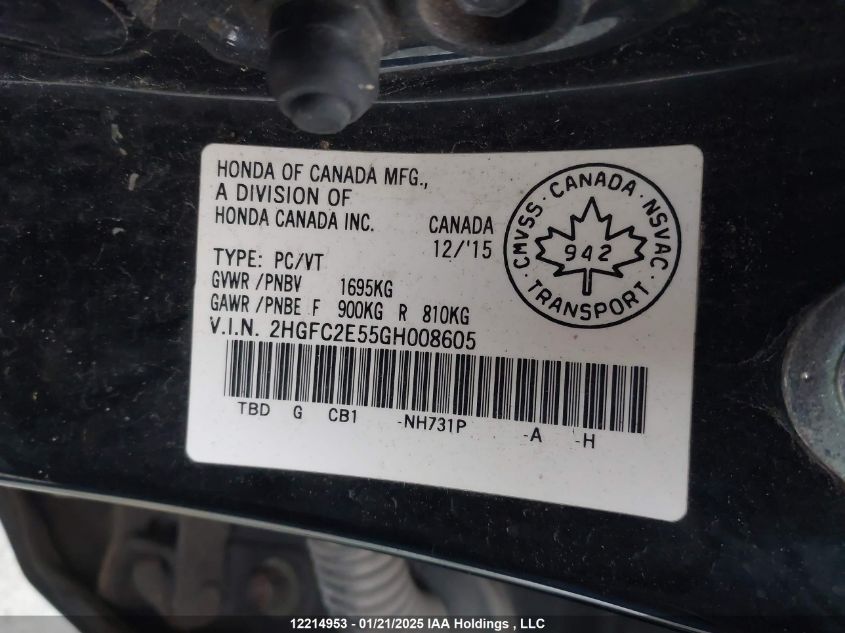 HONDA OF CANADA MFG.,
A DIVISION OF
HONDA CANADA INC.
CANADA
12/'15
TYPE: PC/VT
GVWR /PNBV 1695KG
GAWR /PNBE F 900KG R 810KG
V.I.N. 2HGFC2E55GH008605
TBD G CB1 -NH731P -A -H
CMVSS · CANADA · NSVAC
942
· TRANSPORT ·
12214953 - 01/21/2025 IAA Holdings , LLC